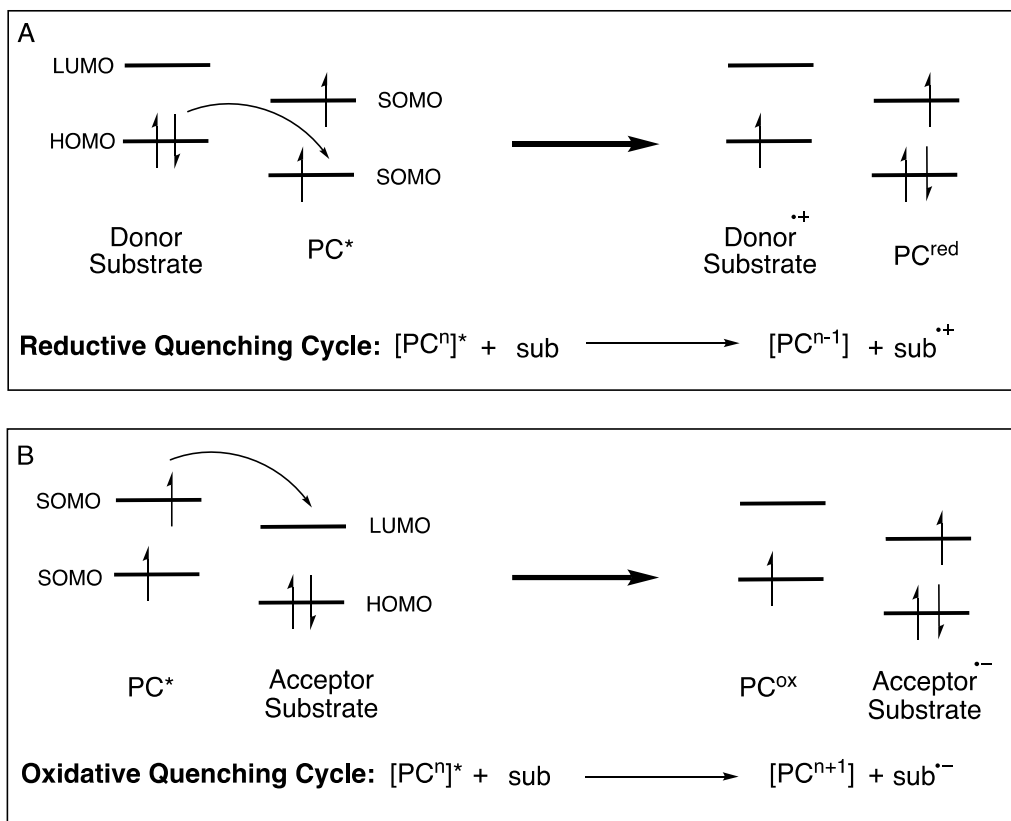 A
LUMO
SOMO
HOMO
SOMO
Donor
Substrate
PC*
Donor•+
Substrate
PCred
Reductive Quenching Cycle: [PCn]* + sub [PCn-1] + sub•+
B
SOMO
LUMO
SOMO
HOMO
PC*
Acceptor
Substrate
PCox
Acceptor•−
Substrate
Oxidative Quenching Cycle: [PCn]* + sub [PCn+1] + sub•−